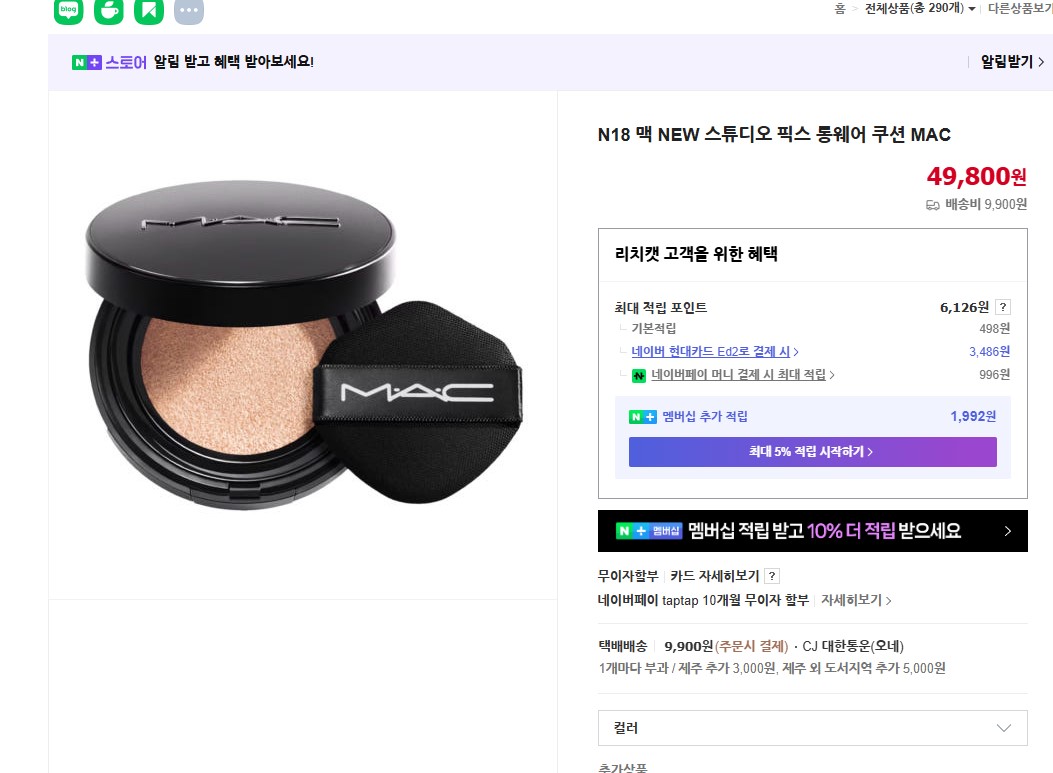 blog
홈 > 전체상품(총 290개) 다른상품보기
N+ 스토어 알림 받고 혜택 받아보세요!
알림받기 >
N18 맥 NEW 스튜디오 픽스 롱웨어 쿠션 MAC
49,800원
배송비 9,900원
MAC
MAC
리치캣 고객을 위한 혜택
최대 적립 포인트 6,126원 ?
기본적립 498원
네이버 현대카드 Ed2로 결제 시 > 3,486원
네이버페이 머니 결제 시 최대 적립 > 996원
N+ 멤버십 추가 적립 1,992원
최대 5% 적립 시작하기 >
N+ 멤버십 멤버십 적립 받고 10% 더 적립 받으세요 >
무이자할부 카드 자세히보기 ?
네이버페이 taptap 10개월 무이자 할부 자세히보기 >
택배배송 9,900원(주문시 결제) · CJ 대한통운(오네)
1개마다 부과 / 제주 추가 3,000원, 제주 외 도서지역 추가 5,000원
컬러
추가상품